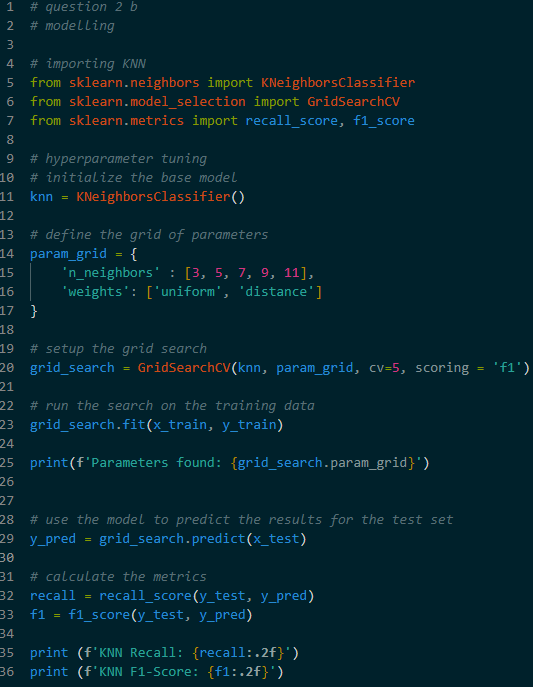 1 # question 2 b
2 # modelling
3
4 # importing KNN
5 from sklearn.neighbors import KNeighborsClassifier
6 from sklearn.model_selection import GridSearchCV
7 from sklearn.metrics import recall_score, f1_score
8
9 # hyperparameter tuning
10 # initialize the base model
11 knn = KNeighborsClassifier()
12
13 # define the grid of parameters
14 param_grid = {
15     'n_neighbors' : [3, 5, 7, 9, 11],
16     'weights': ['uniform', 'distance']
17 }
18
19 # setup the grid search
20 grid_search = GridSearchCV(knn, param_grid, cv=5, scoring = 'f1')
21
22 # run the search on the training data
23 grid_search.fit(x_train, y_train)
24
25 print(f'Parameters found: {grid_search.param_grid}')
26
27
28 # use the model to predict the results for the test set
29 y_pred = grid_search.predict(x_test)
30
31 # calculate the metrics
32 recall = recall_score(y_test, y_pred)
33 f1 = f1_score(y_test, y_pred)
34
35 print (f'KNN Recall: {recall:.2f}')
36 print (f'KNN F1-Score: {f1:.2f}')